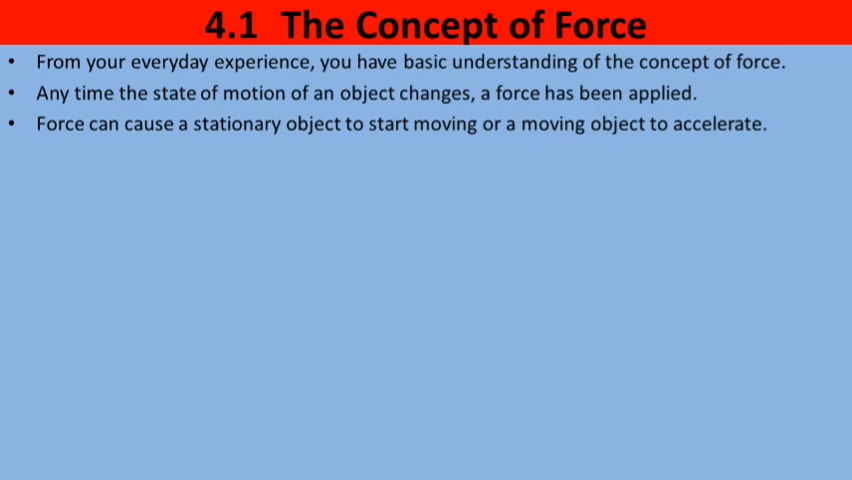 4.1 The Concept of Force
• From your everyday experience, you have basic understanding of the concept of force.
• Any time the state of motion of an object changes, a force has been applied.
• Force can cause a stationary object to start moving or a moving object to accelerate.